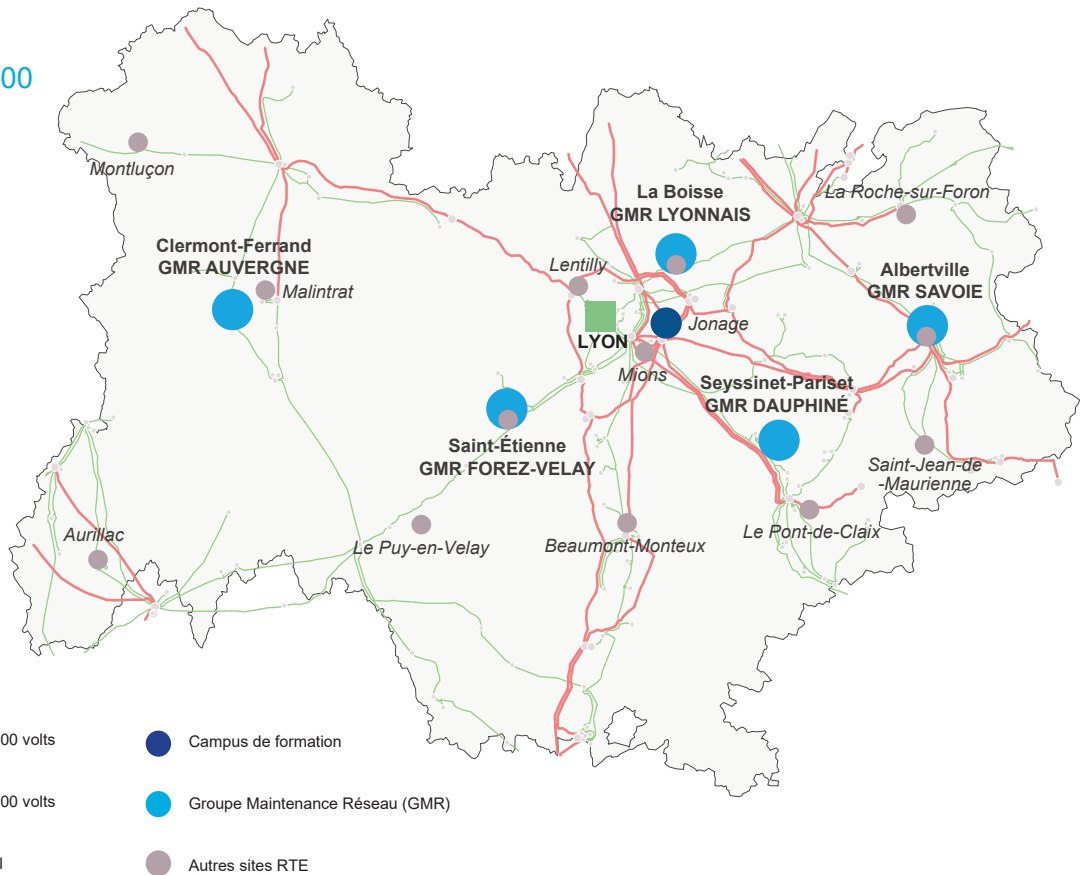 00
Montluçon
La Boisse
GMR LYONNAIS
La Roche-sur-Foron
Clermont-Ferrand
GMR AUVERGNE
Malintrat
Lentilly
Albertville
GMR SAVOIE
LYON
Jonage
Mions
Seyssinet-Pariset
GMR DAUPHINÉ
Saint-Étienne
GMR FOREZ-VELAY
Saint-Jean-de
-Maurienne
Aurillac
Le Puy-en-Velay
Beaumont-Monteux
Le Pont-de-Claix
00 volts
Campus de formation
00 volts
Groupe Maintenance Réseau (GMR)
l
Autres sites RTE